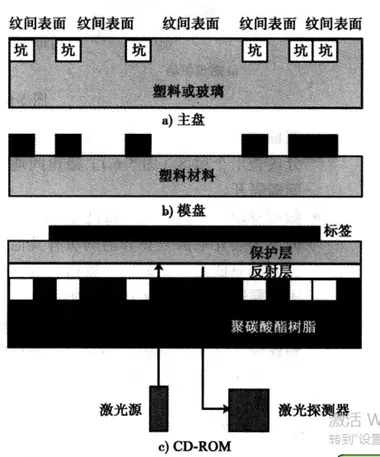 纹间表面 纹间表面 纹间表面 纹间表面 纹间表面
坑 坑 坑 坑 坑 坑
塑料或玻璃
a) 主盘
塑料材料
b) 模盘
标签
保护层
反射层
聚碳酸酯树脂
激光源 激光探测器
c) CD-ROM
激活 W
转到"设置